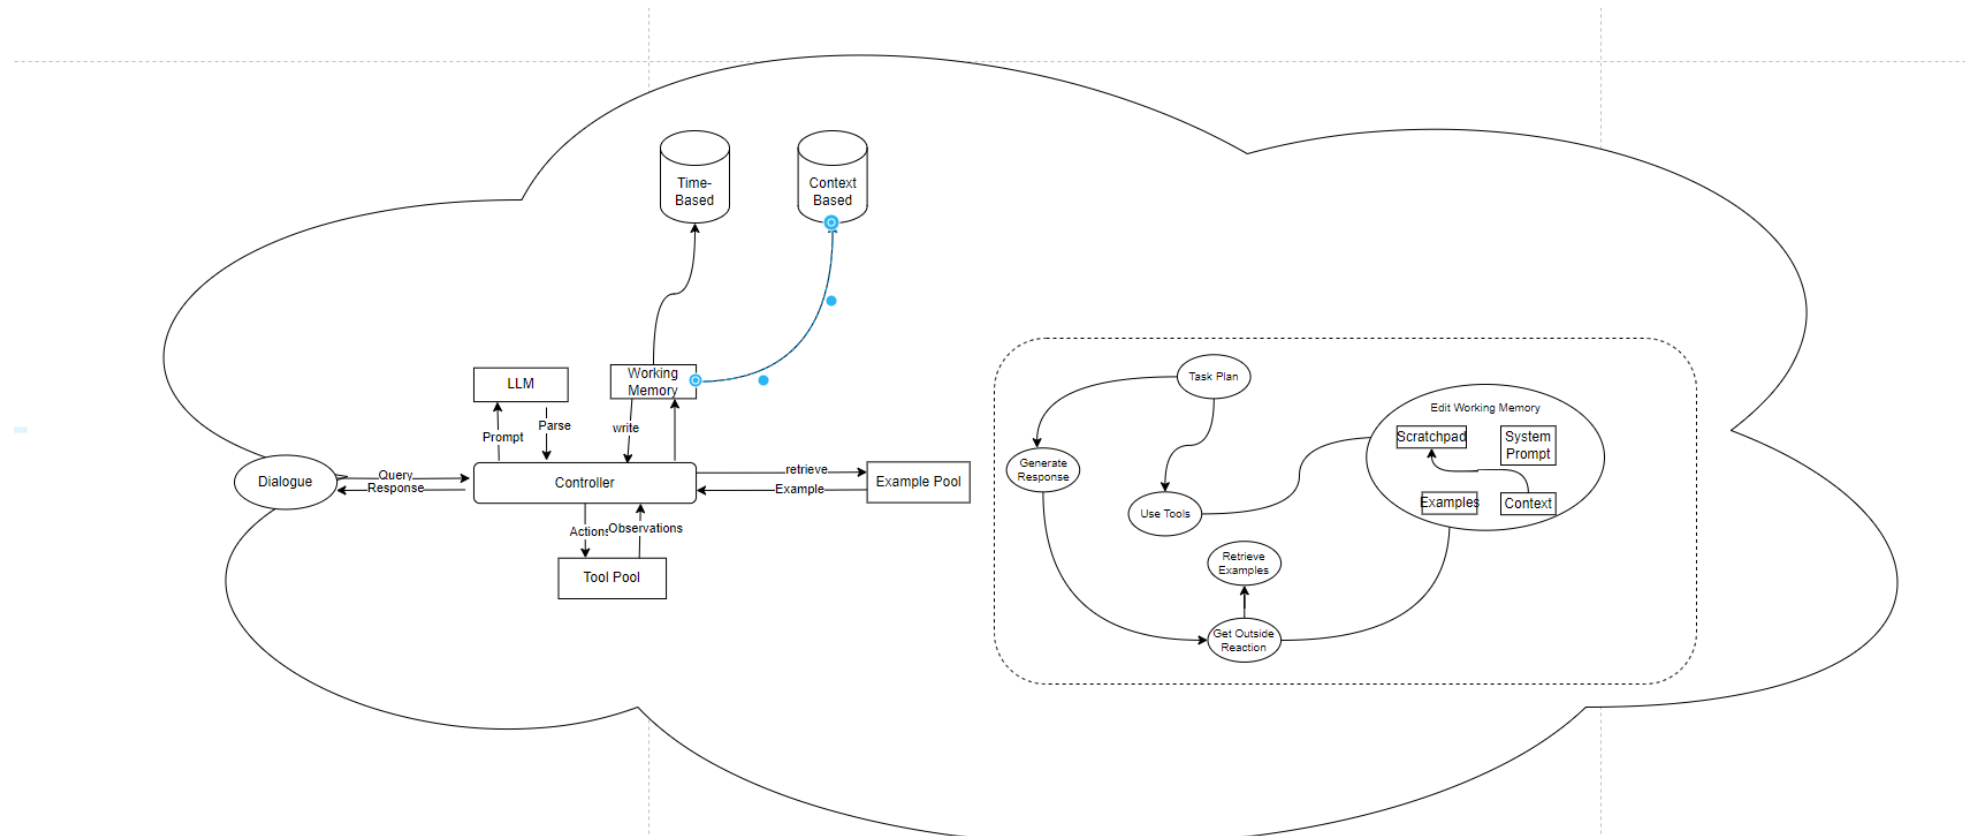 Time-
Based
Context
Based
LLM
Working
Memory
Prompt
Parse
write
Dialogue
Query
Response
Controller
retrieve
Example
Example Pool
Actions
Observations
Tool Pool
Task Plan
Generate
Response
Use Tools
Edit Working Memory
Scratchpad
System
Prompt
Examples
Context
Retrieve
Examples
Get Outside
Reaction